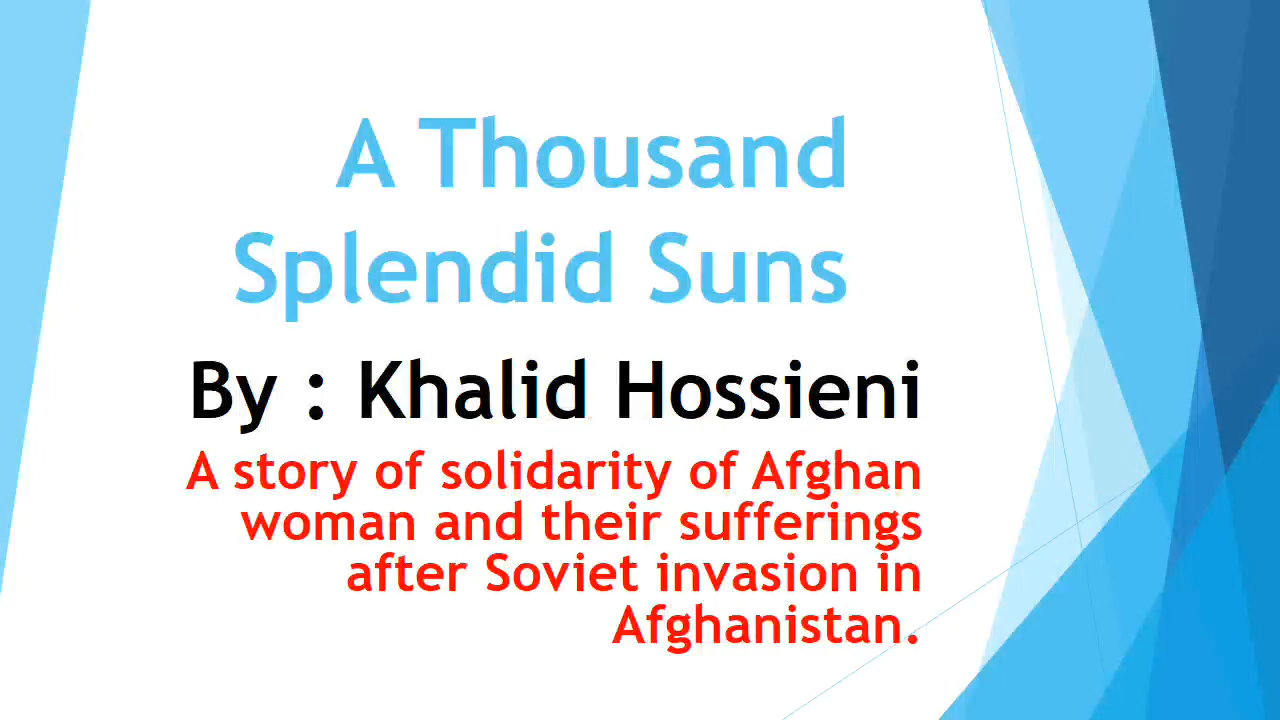 A Thousand
Splendid Suns
By : Khalid Hossieni
A story of solidarity of Afghan
woman and their sufferings
after Soviet invasion in
Afghanistan.